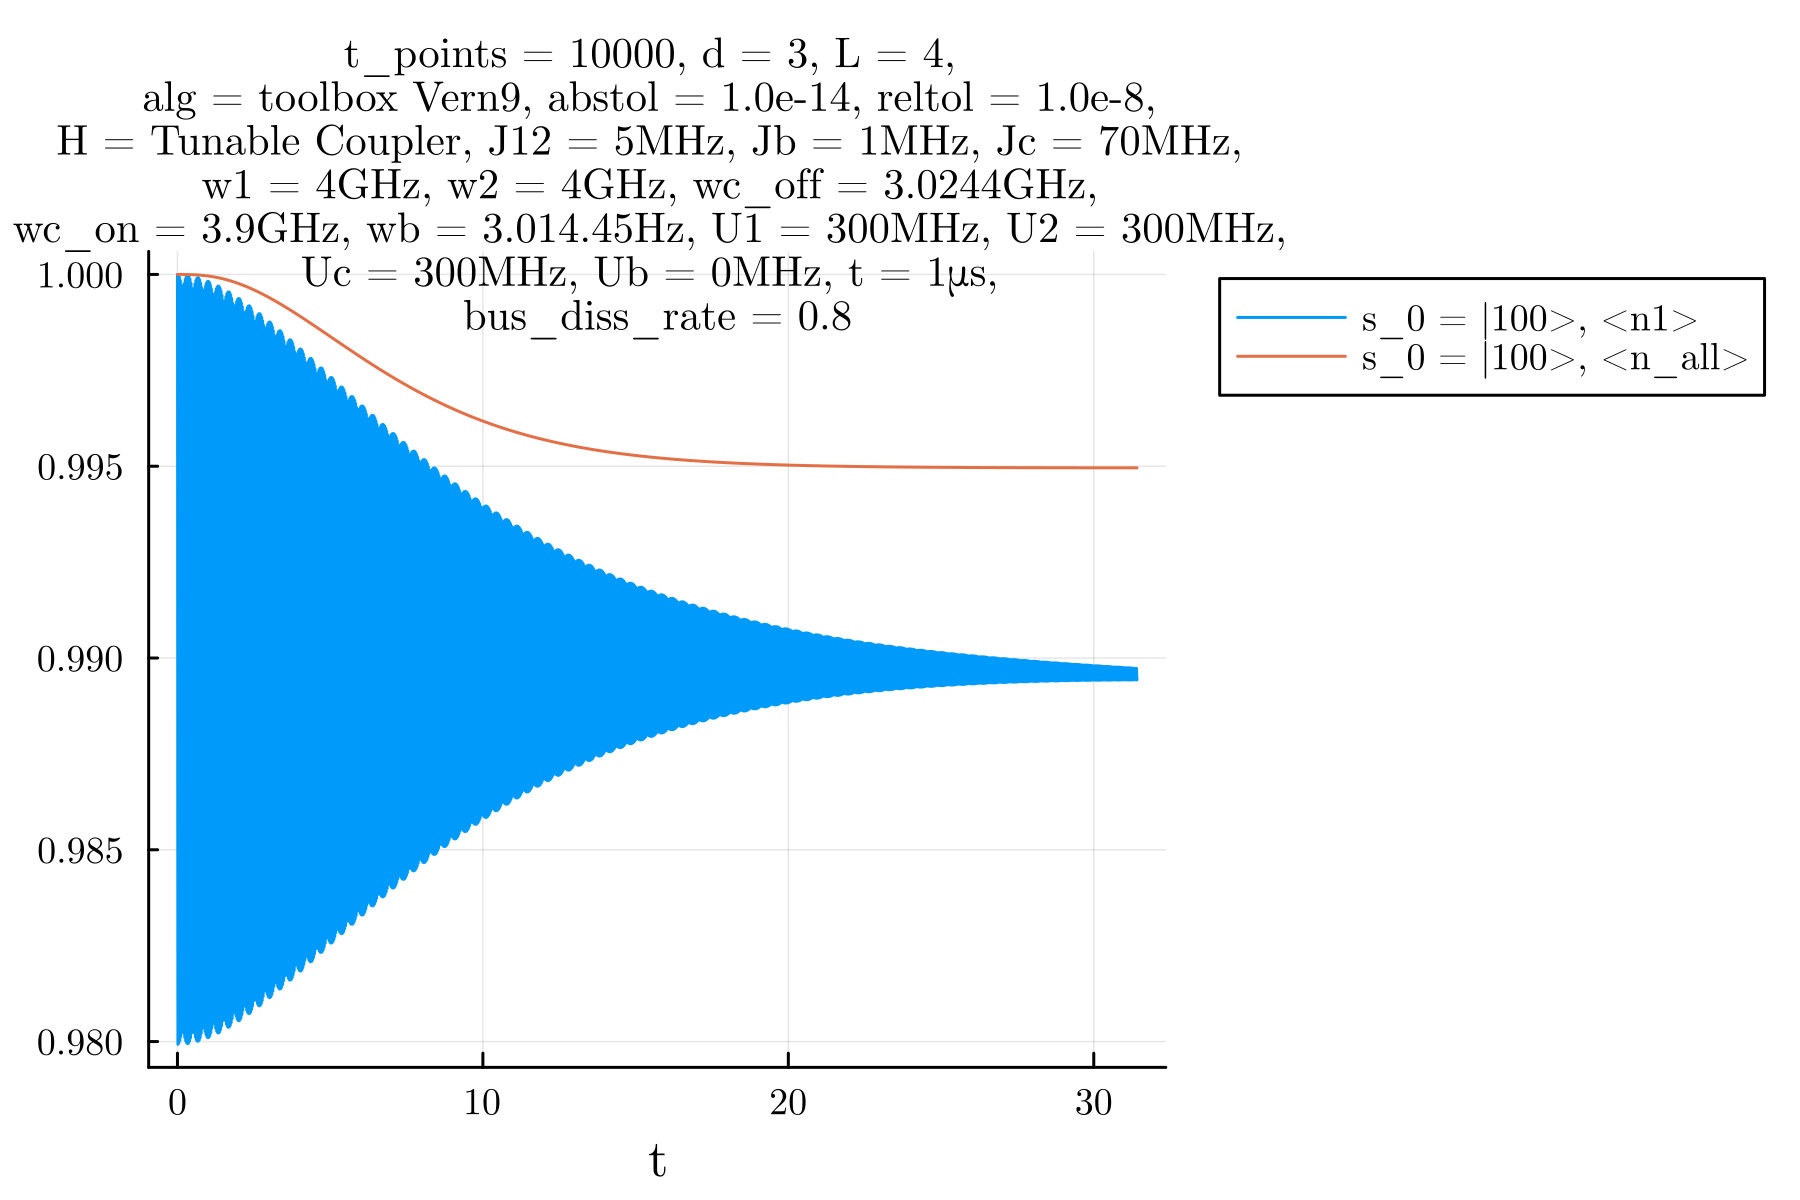 t_points = 10000, d = 3, L = 4,
alg = toolbox Vern9, abstol = 1.0e-14, reltol = 1.0e-8,
H = Tunable Coupler, J12 = 5MHz, Jb = 1MHz, Jc = 70MHz,
w1 = 4GHz, w2 = 4GHz, wc_off = 3.0244GHz,
wc_on = 3.9GHz, wb = 3.014.45Hz, U1 = 300MHz, U2 = 300MHz,
Uc = 300MHz, Ub = 0MHz, t = 1μs,
bus_diss_rate = 0.8
1.000
0.995
0.990
0.985
0.980
0
10
20
30
t
s_0 = |100>, <n1>
s_0 = |100>, <n_all>